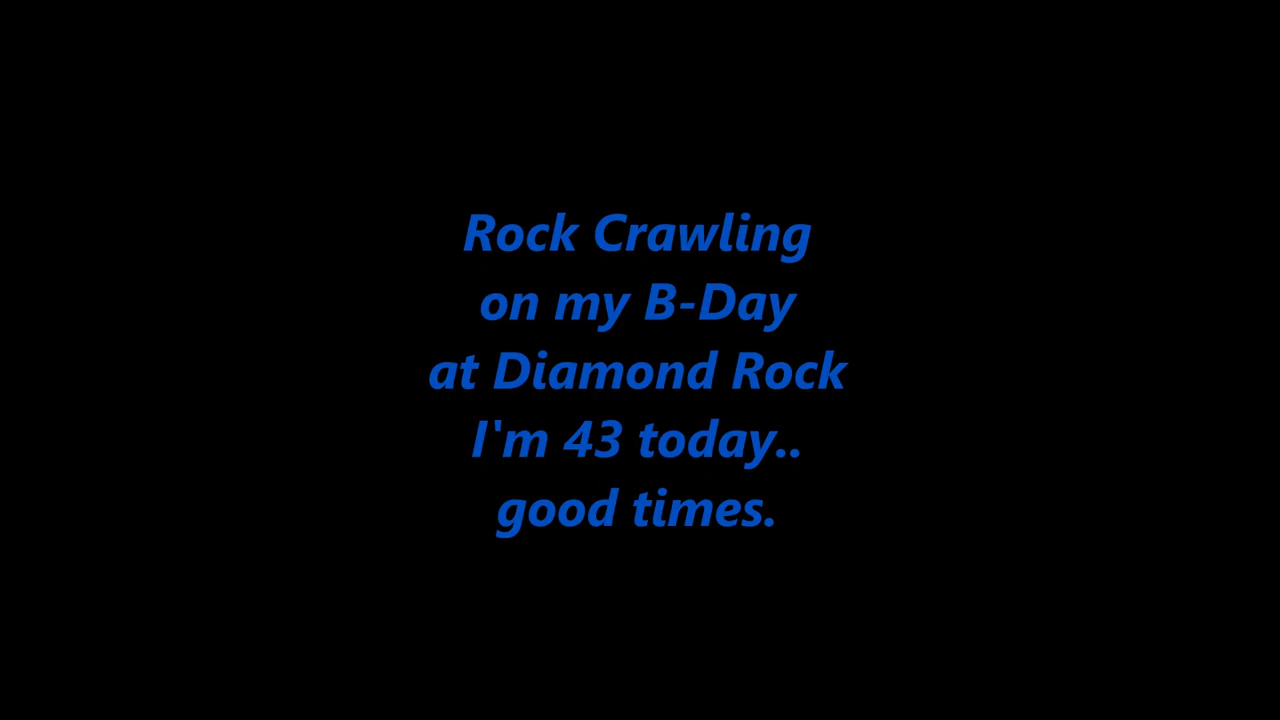 Rock Crawling
on my B-Day
at Diamond Rock
I'm 43 today..
good times.